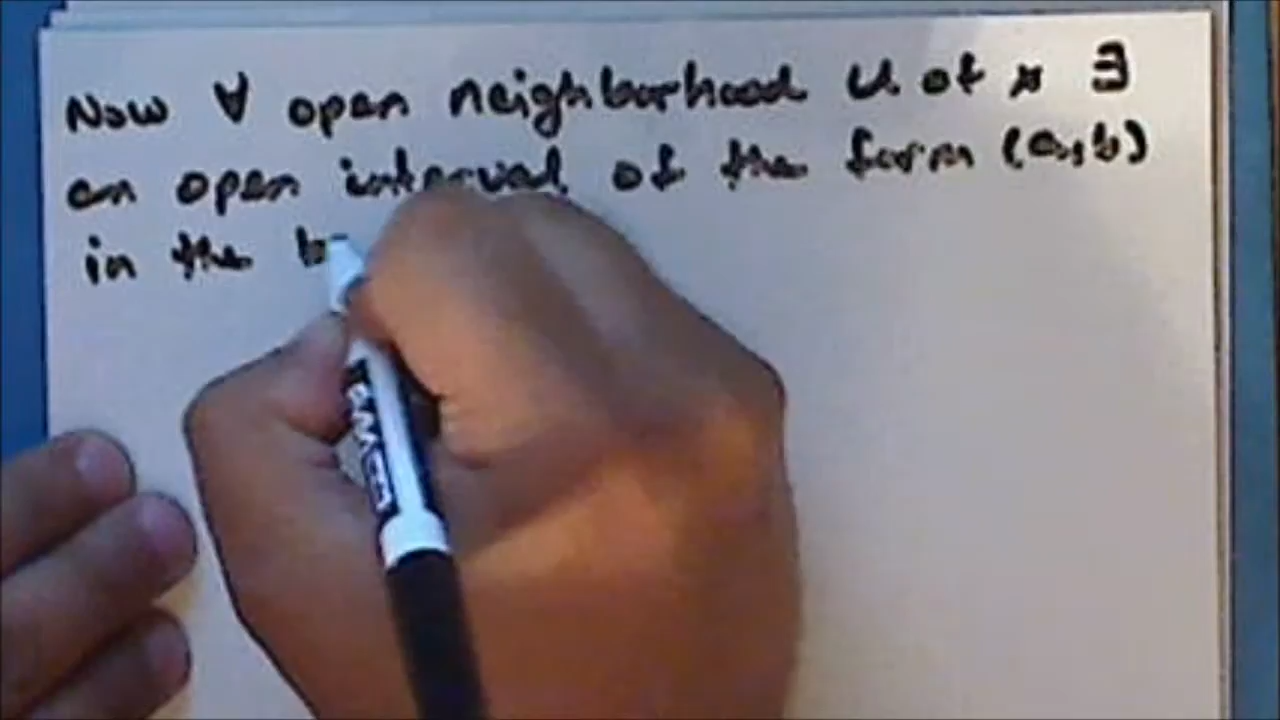 Now ∀ open neighborhood U of x ∃
an open interval of the form (a,b)
in the b